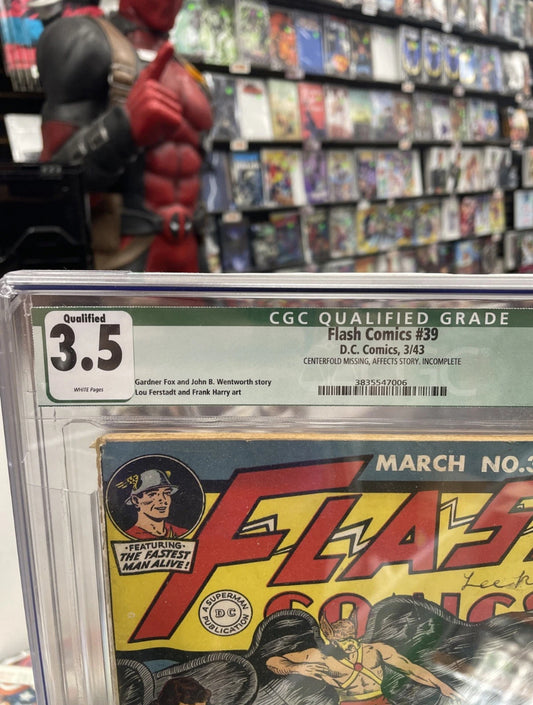 CGC QUALIFIED GRADE
Qualified
3.5
WHITE Pages
Flash Comics #39
D.C. Comics, 3/43
CENTERFOLD MISSING, AFFECTS STORY, INCOMPLETE
Gardner Fox and John B. Wentworth story
Lou Ferstadt and Frank Harry art
3835547006
MARCH NO.3
FLASH
COMICS
•FEATURING•
THE FASTEST
MAN ALIVE!
A SUPERMAN
DC
PUBLICATION
Lee